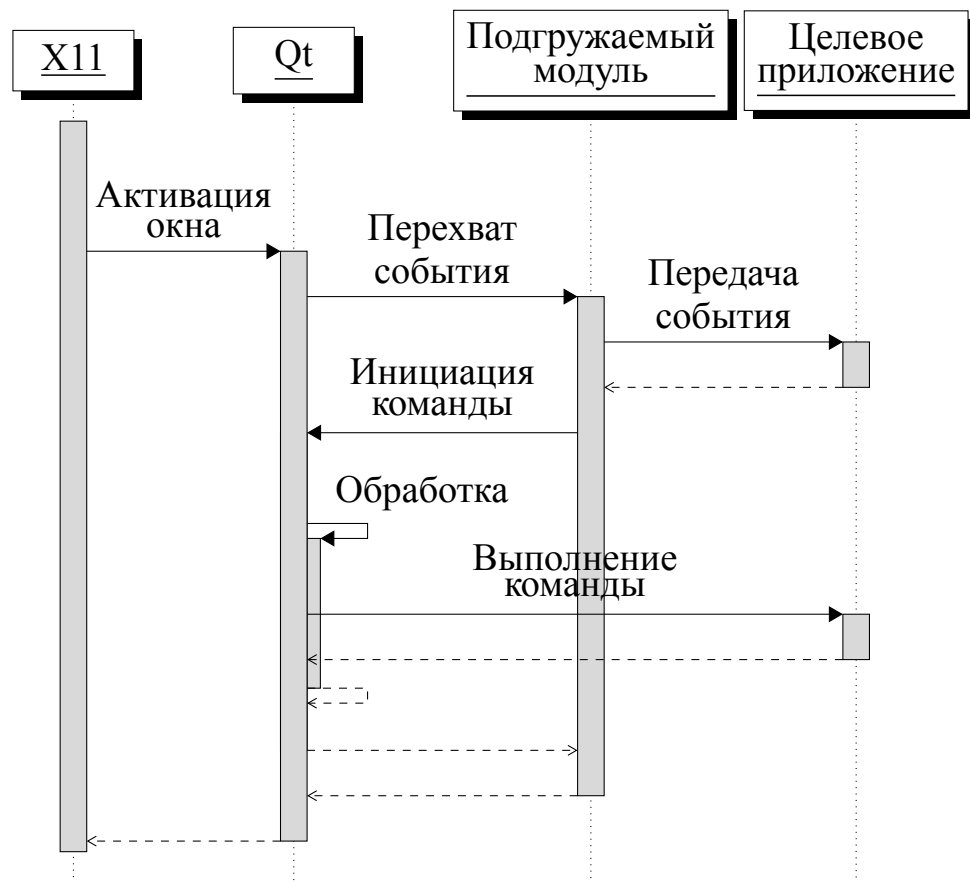 X11
Qt
Подгружаемый
модуль
Целевое
приложение
Активация
окна
Перехват
события
Передача
события
Инициация
команды
Обработка
Выполнение
команды